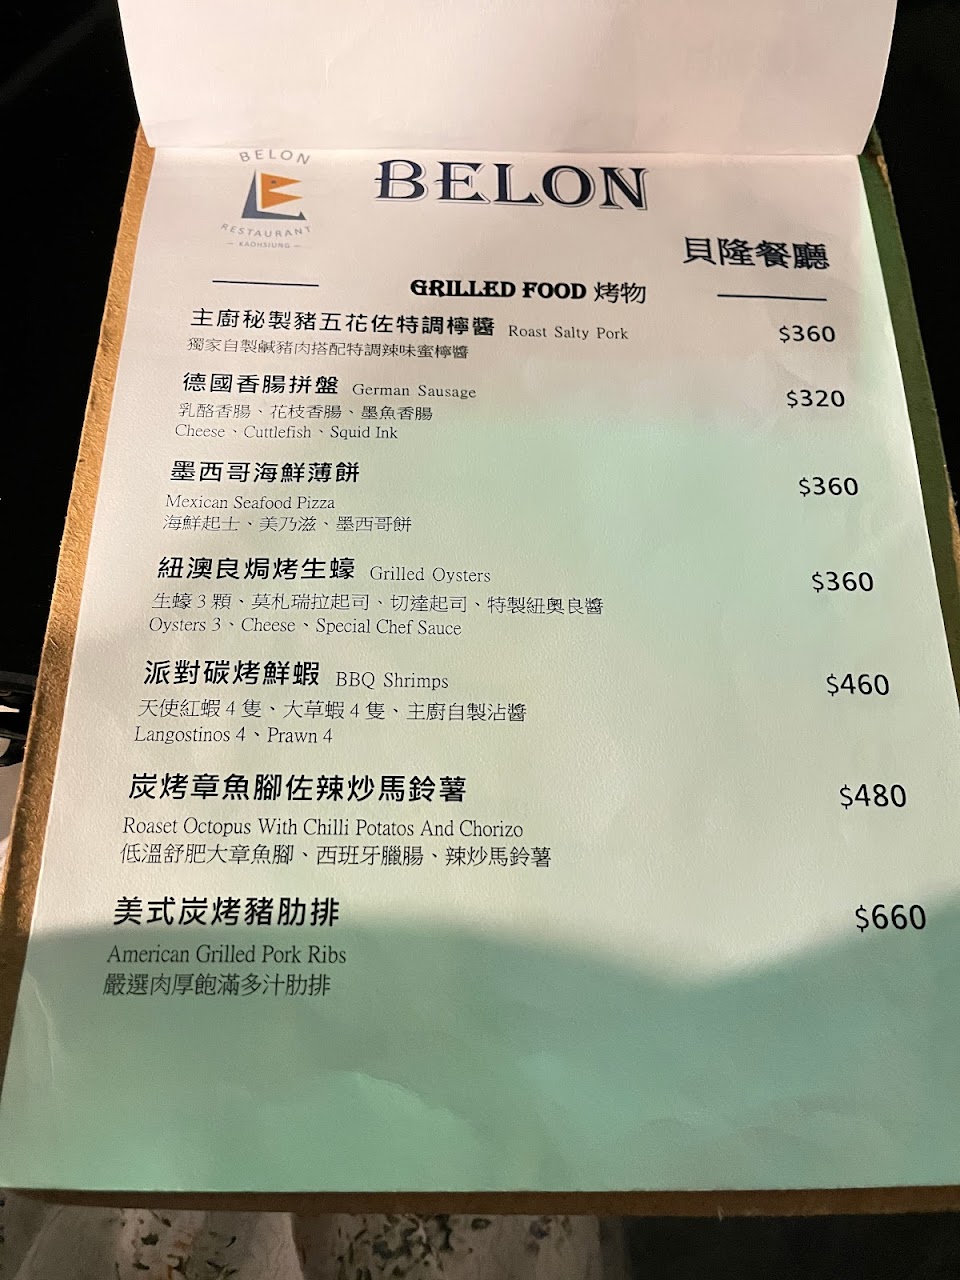 BELON
RESTAURANT
– KAOHSIUNG –
BELON
貝隆餐廳
GRILLED FOOD 烤物
主廚秘製豬五花佐特調檸醬 Roast Salty Pork $360
獨家自製鹹豬肉搭配特調辣味蜜檸醬
德國香腸拼盤 German Sausage $320
乳酪香腸、花枝香腸、墨魚香腸
Cheese、Cuttlefish、Squid Ink
墨西哥海鮮薄餅 $360
Mexican Seafood Pizza
海鮮起士、美乃滋、墨西哥餅
紐澳良焗烤生蠔 Grilled Oysters $360
生蠔 3 顆、莫札瑞拉起司、切達起司、特製紐奧良醬
Oysters 3、Cheese、Special Chef Sauce
派對碳烤鮮蝦 BBQ Shrimps $460
天使紅蝦 4 隻、大草蝦 4 隻、主廚自製沾醬
Langostinos 4、Prawn 4
炭烤章魚腳佐辣炒馬鈴薯 $480
Roaset Octopus With Chilli Potatos And Chorizo
低溫舒肥大章魚腳、西班牙臘腸、辣炒馬鈴薯
美式炭烤豬肋排 $660
American Grilled Pork Ribs
嚴選肉厚飽滿多汁肋排